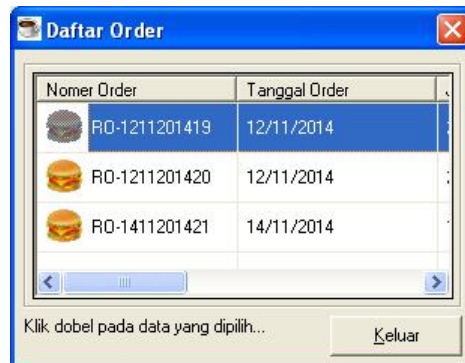 Daftar Order
Nomer Order Tanggal Order
RO-1211201419 12/11/2014
RO-1211201420 12/11/2014
RO-1411201421 14/11/2014
Klik dobel pada data yang dipilih...
Keluar